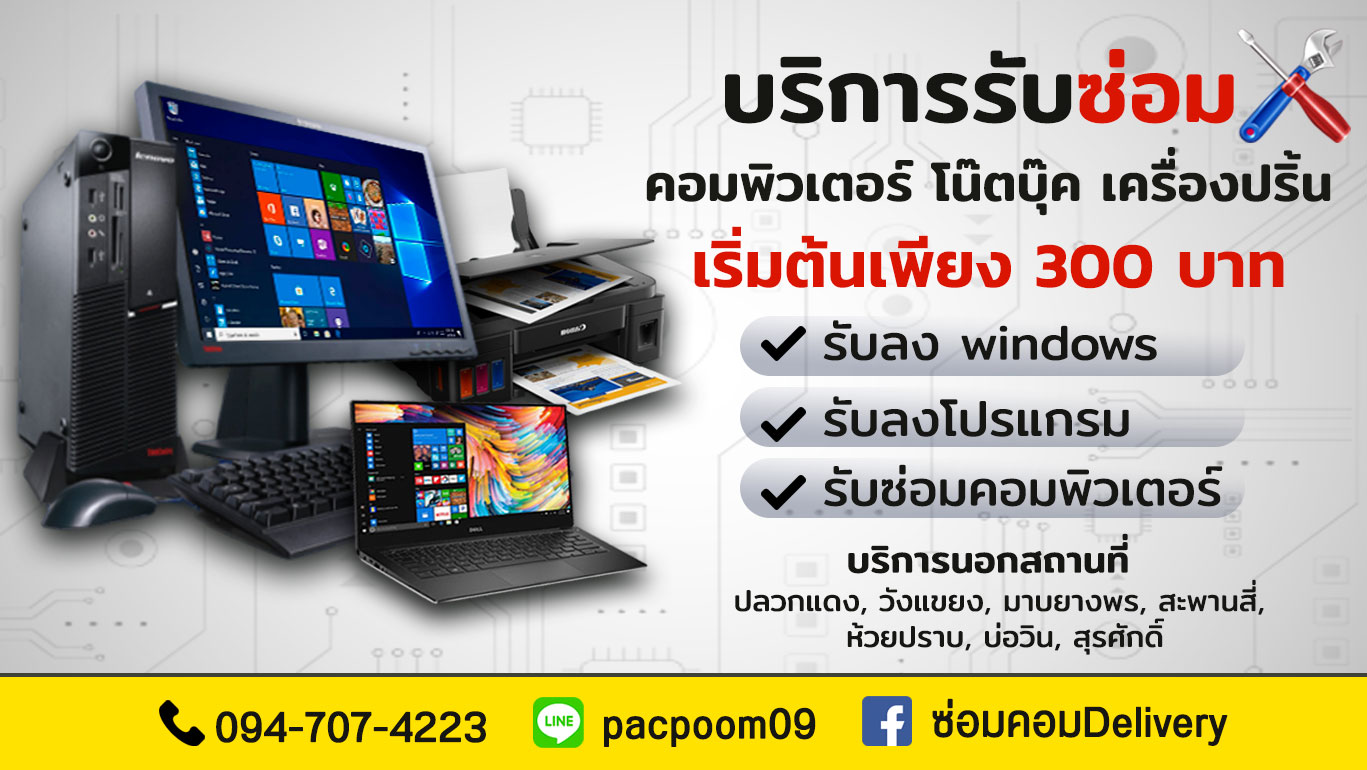 บริการรับซ่อม
คอมพิวเตอร์ โน๊ตบุ๊ค เครื่องปริ้น
เริ่มต้นเพียง 300 บาท
รับลง windows
รับลงโปรแกรม
รับซ่อมคอมพิวเตอร์
บริการนอกสถานที่
ปลวกแดง, วังแขยง, มาบยางพร, สะพานสี่,
ห้วยปราบ, บ่อวิน, สุรศักดิ์
094-707-4223
LINE pacpoom09
ซ่อมคอมDelivery
lenovo
Canon
DELL